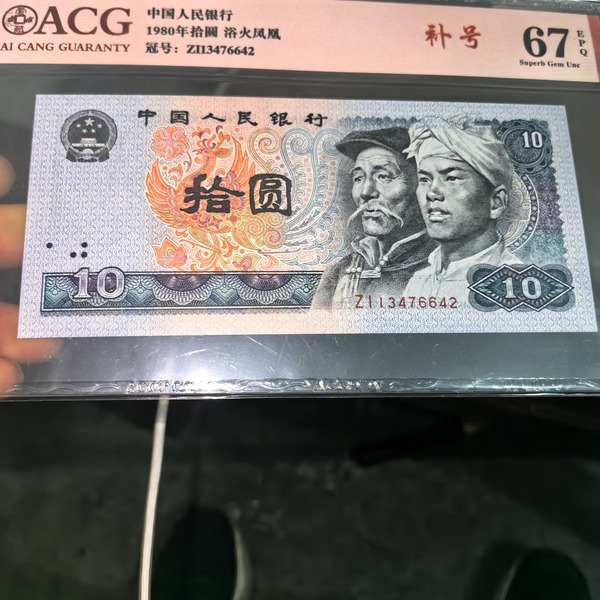 ACG
AI CANG GUARANTY
中国人民银行
1980年拾圆 浴火凤凰
冠号：ZI13476642
补号
67 EPQ
Superb Gem Unc
中国人民银行
10
拾圆
10
ZI13476642
10